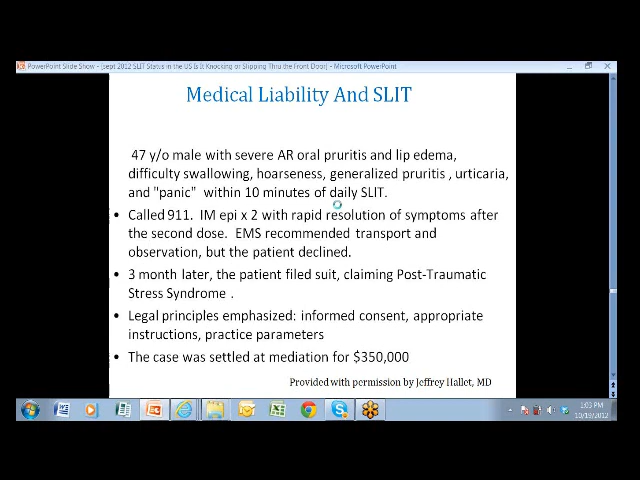 PowerPoint Slide Show - [sept 2012 SLIT Status in the US Is It Knocking or Slipping Thru the Front Door] - Microsoft PowerPoint
Medical Liability And SLIT
47 y/o male with severe AR oral pruritis and lip edema,
difficulty swallowing, hoarseness, generalized pruritis , urticaria,
and "panic" within 10 minutes of daily SLIT.
• Called 911. IM epi x 2 with rapid resolution of symptoms after
the second dose. EMS recommended transport and
observation, but the patient declined.
• 3 month later, the patient filed suit, claiming Post-Traumatic
Stress Syndrome .
• Legal principles emphasized: informed consent, appropriate
instructions, practice parameters
• The case was settled at mediation for $350,000
Provided with permission by Jeffrey Hallet, MD
1:03 PM
10/19/2012